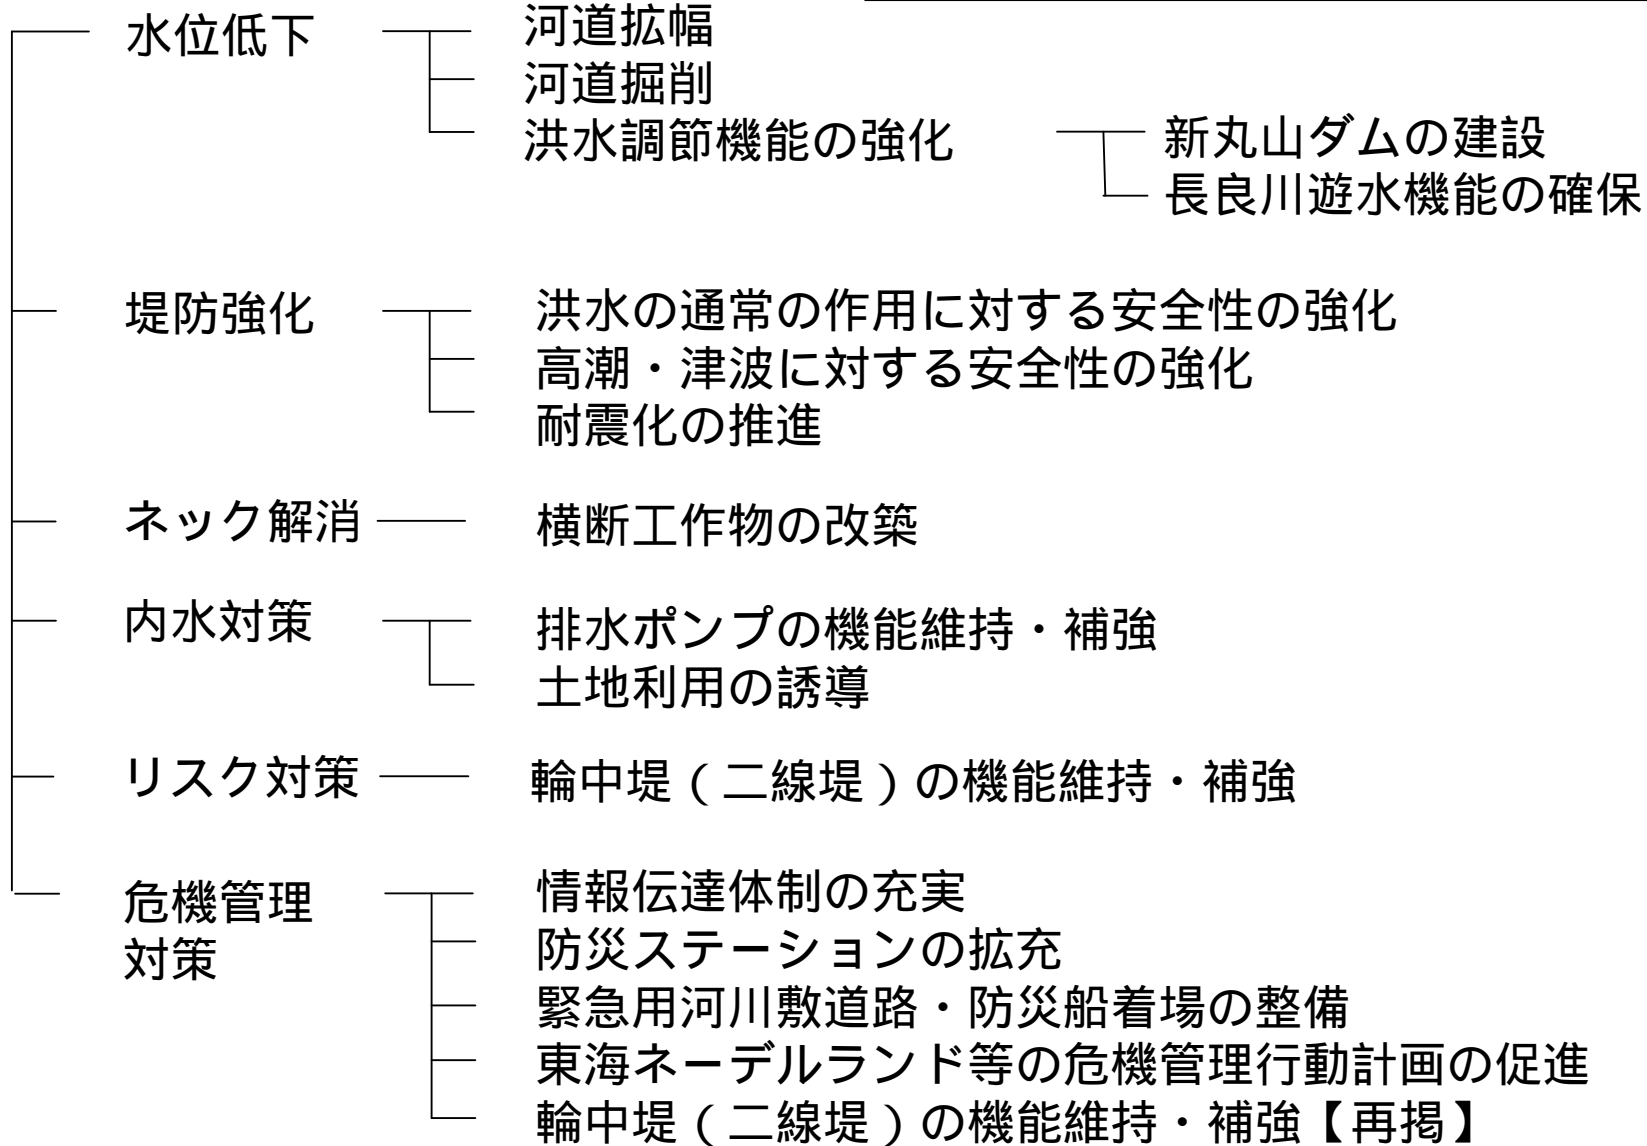 水位低下
河道拡幅
河道掘削
洪水調節機能の強化
新丸山ダムの建設
長良川遊水機能の確保
堤防強化
洪水の通常の作用に対する安全性の強化
高潮・津波に対する安全性の強化
耐震化の推進
ネック解消
横断工作物の改築
内水対策
排水ポンプの機能維持・補強
土地利用の誘導
リスク対策
輪中堤（二線堤）の機能維持・補強
危機管理
対策
情報伝達体制の充実
防災ステーションの拡充
緊急用河川敷道路・防災船着場の整備
東海ネーデルランド等の危機管理行動計画の促進
輪中堤（二線堤）の機能維持・補強【再掲】